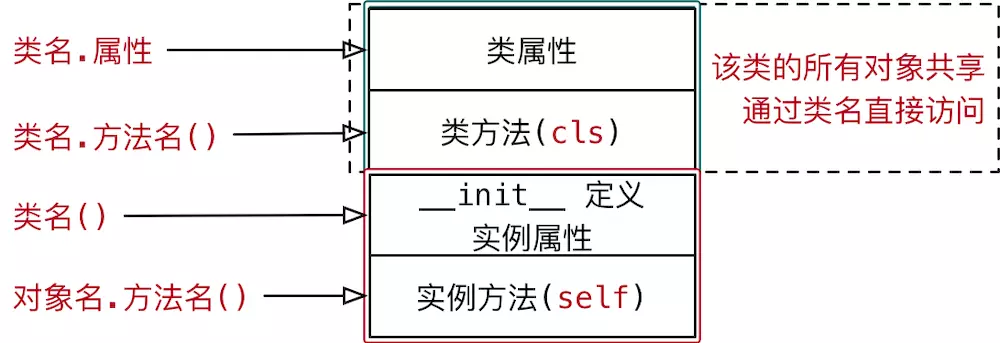 类名.属性
类属性
该类的所有对象共享
通过类名直接访问
类名.方法名()
类方法(cls)
类名()
__init__ 定义
实例属性
对象名.方法名()
实例方法(self)